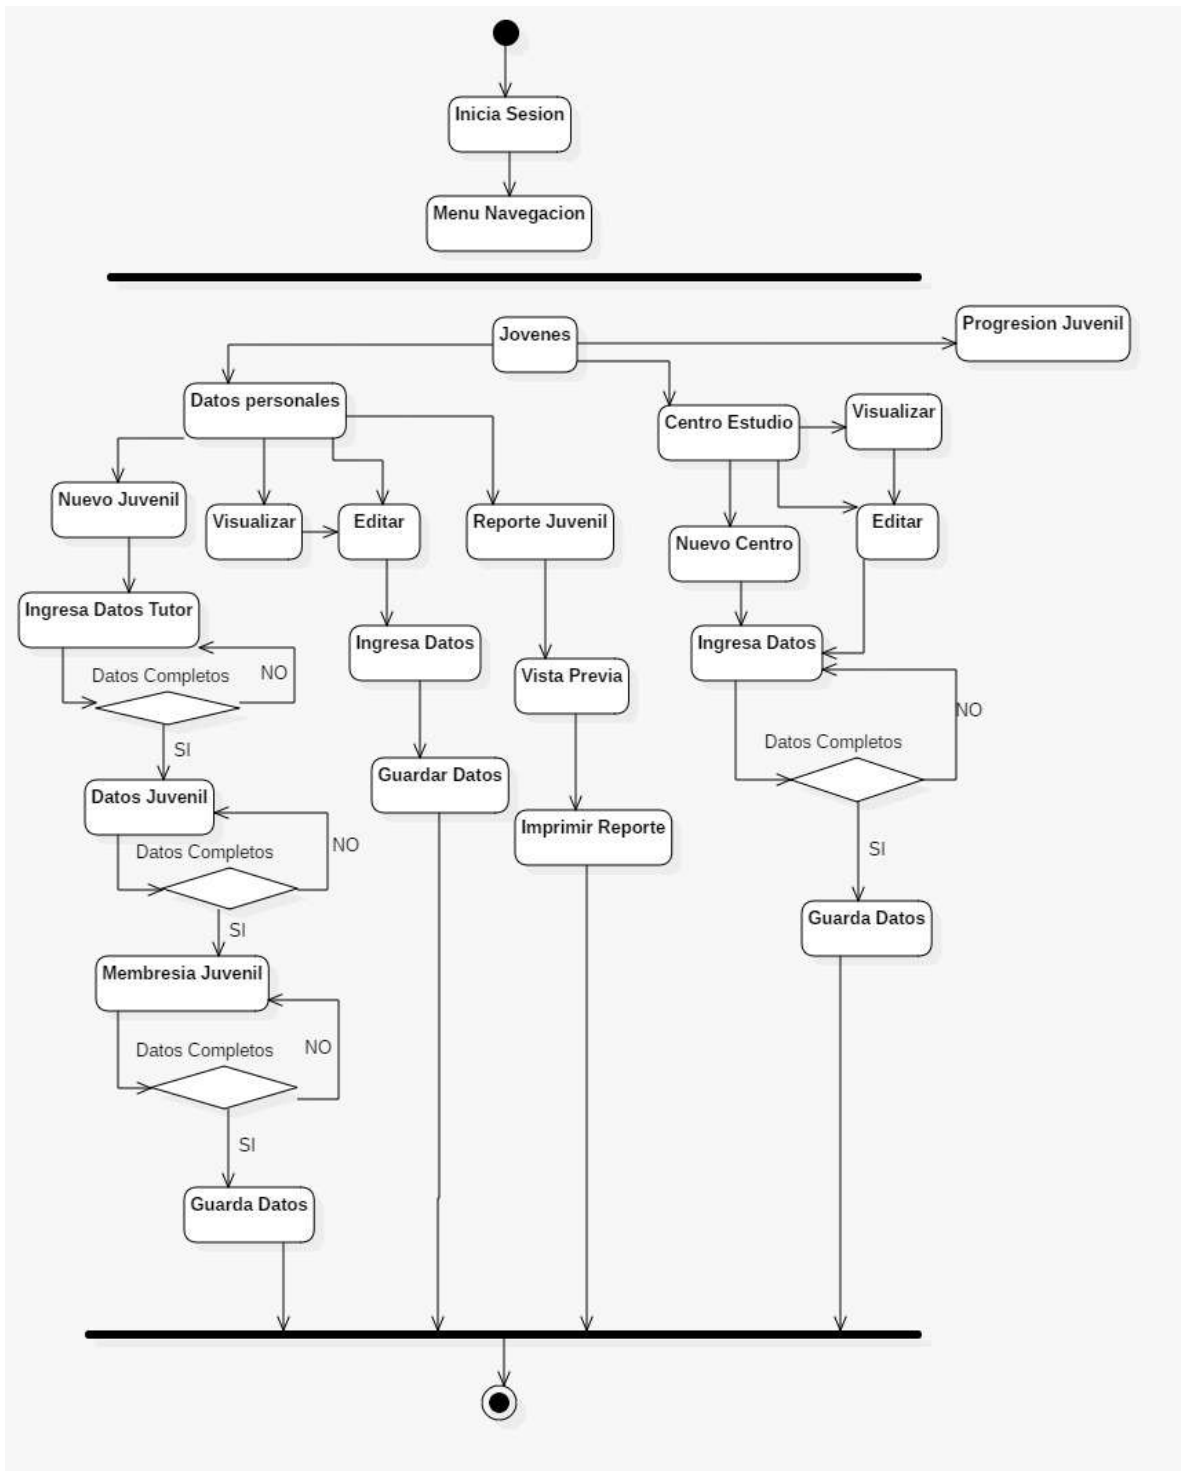 Inicia Sesion
Menu Navegacion
Jovenes
Progresion Juvenil
Datos personales
Centro Estudio
Visualizar
Nuevo Juvenil
Visualizar
Editar
Reporte Juvenil
Nuevo Centro
Editar
Ingresa Datos Tutor
Ingresa Datos
Ingresa Datos
Datos Completos
NO
Vista Previa
NO
SI
Datos Completos
Datos Juvenil
Guardar Datos
Imprimir Reporte
Datos Completos
NO
SI
SI
Guarda Datos
Membresia Juvenil
Datos Completos
NO
SI
Guarda Datos